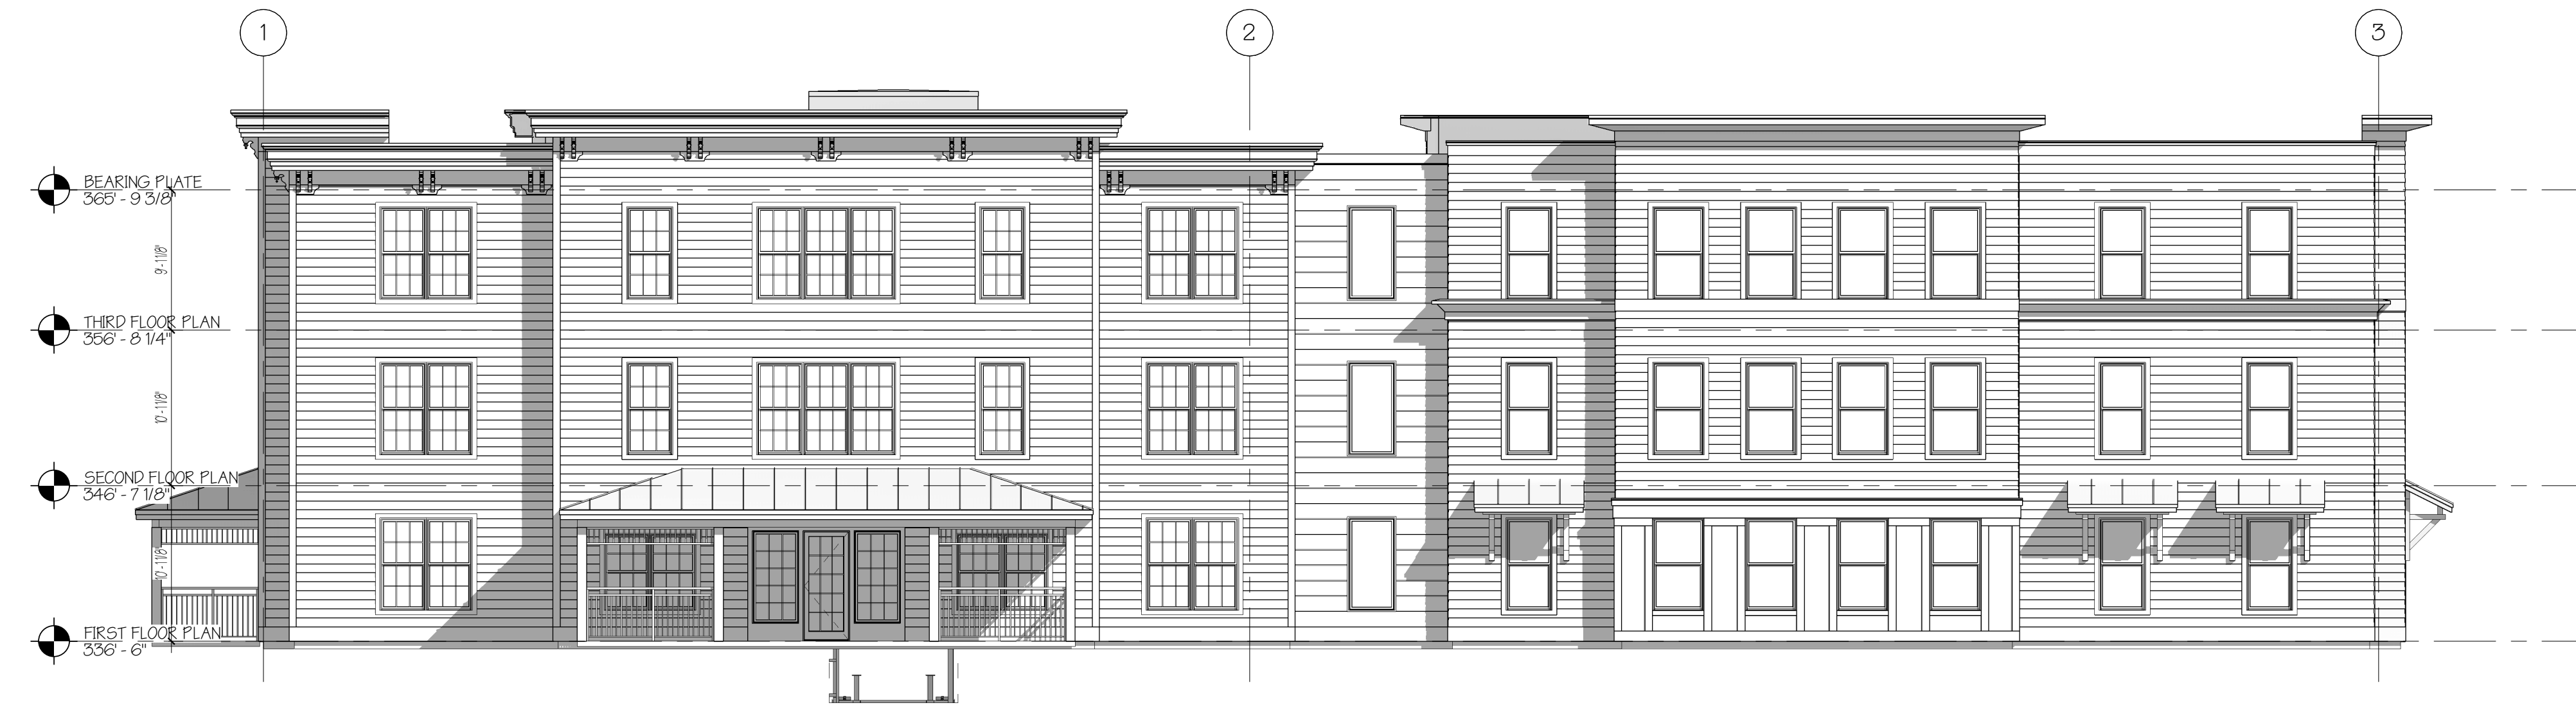 1
2
3
BEARING PLATE
365' - 9 3/8"
9'-1 1/8"
THIRD FLOOR PLAN
356' - 8 1/4"
10'-1 1/8"
SECOND FLOOR PLAN
346' - 7 1/8"
10'-1 1/8"
FIRST FLOOR PLAN
336' - 6"